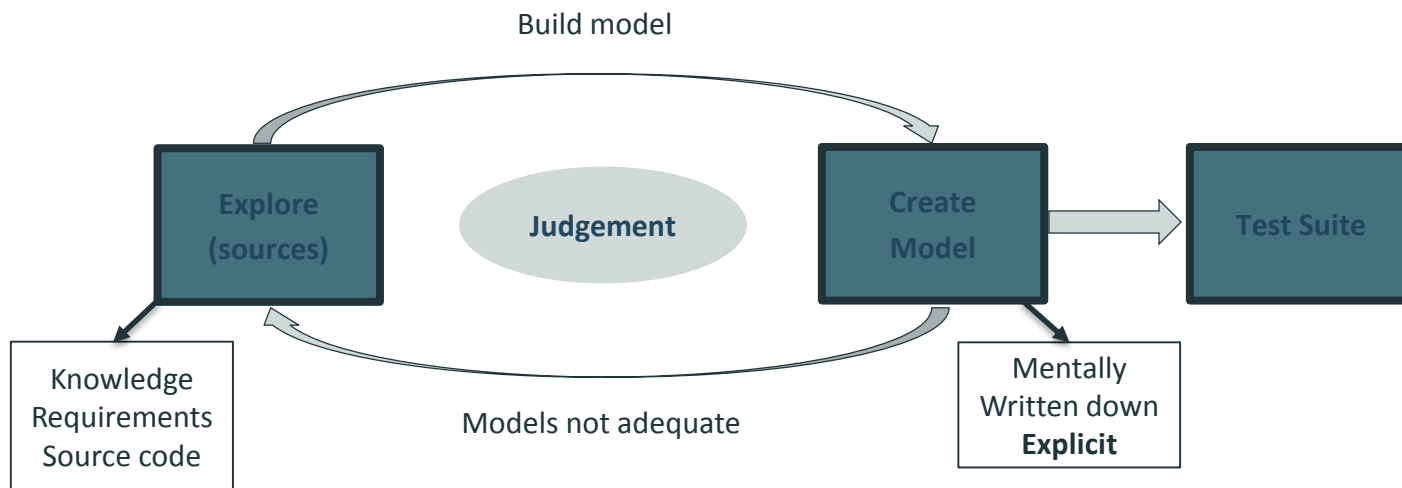 Build model
Explore
(sources)
Judgement
Create
Model
Test Suite
Knowledge
Requirements
Source code
Models not adequate
Mentally
Written down
Explicit